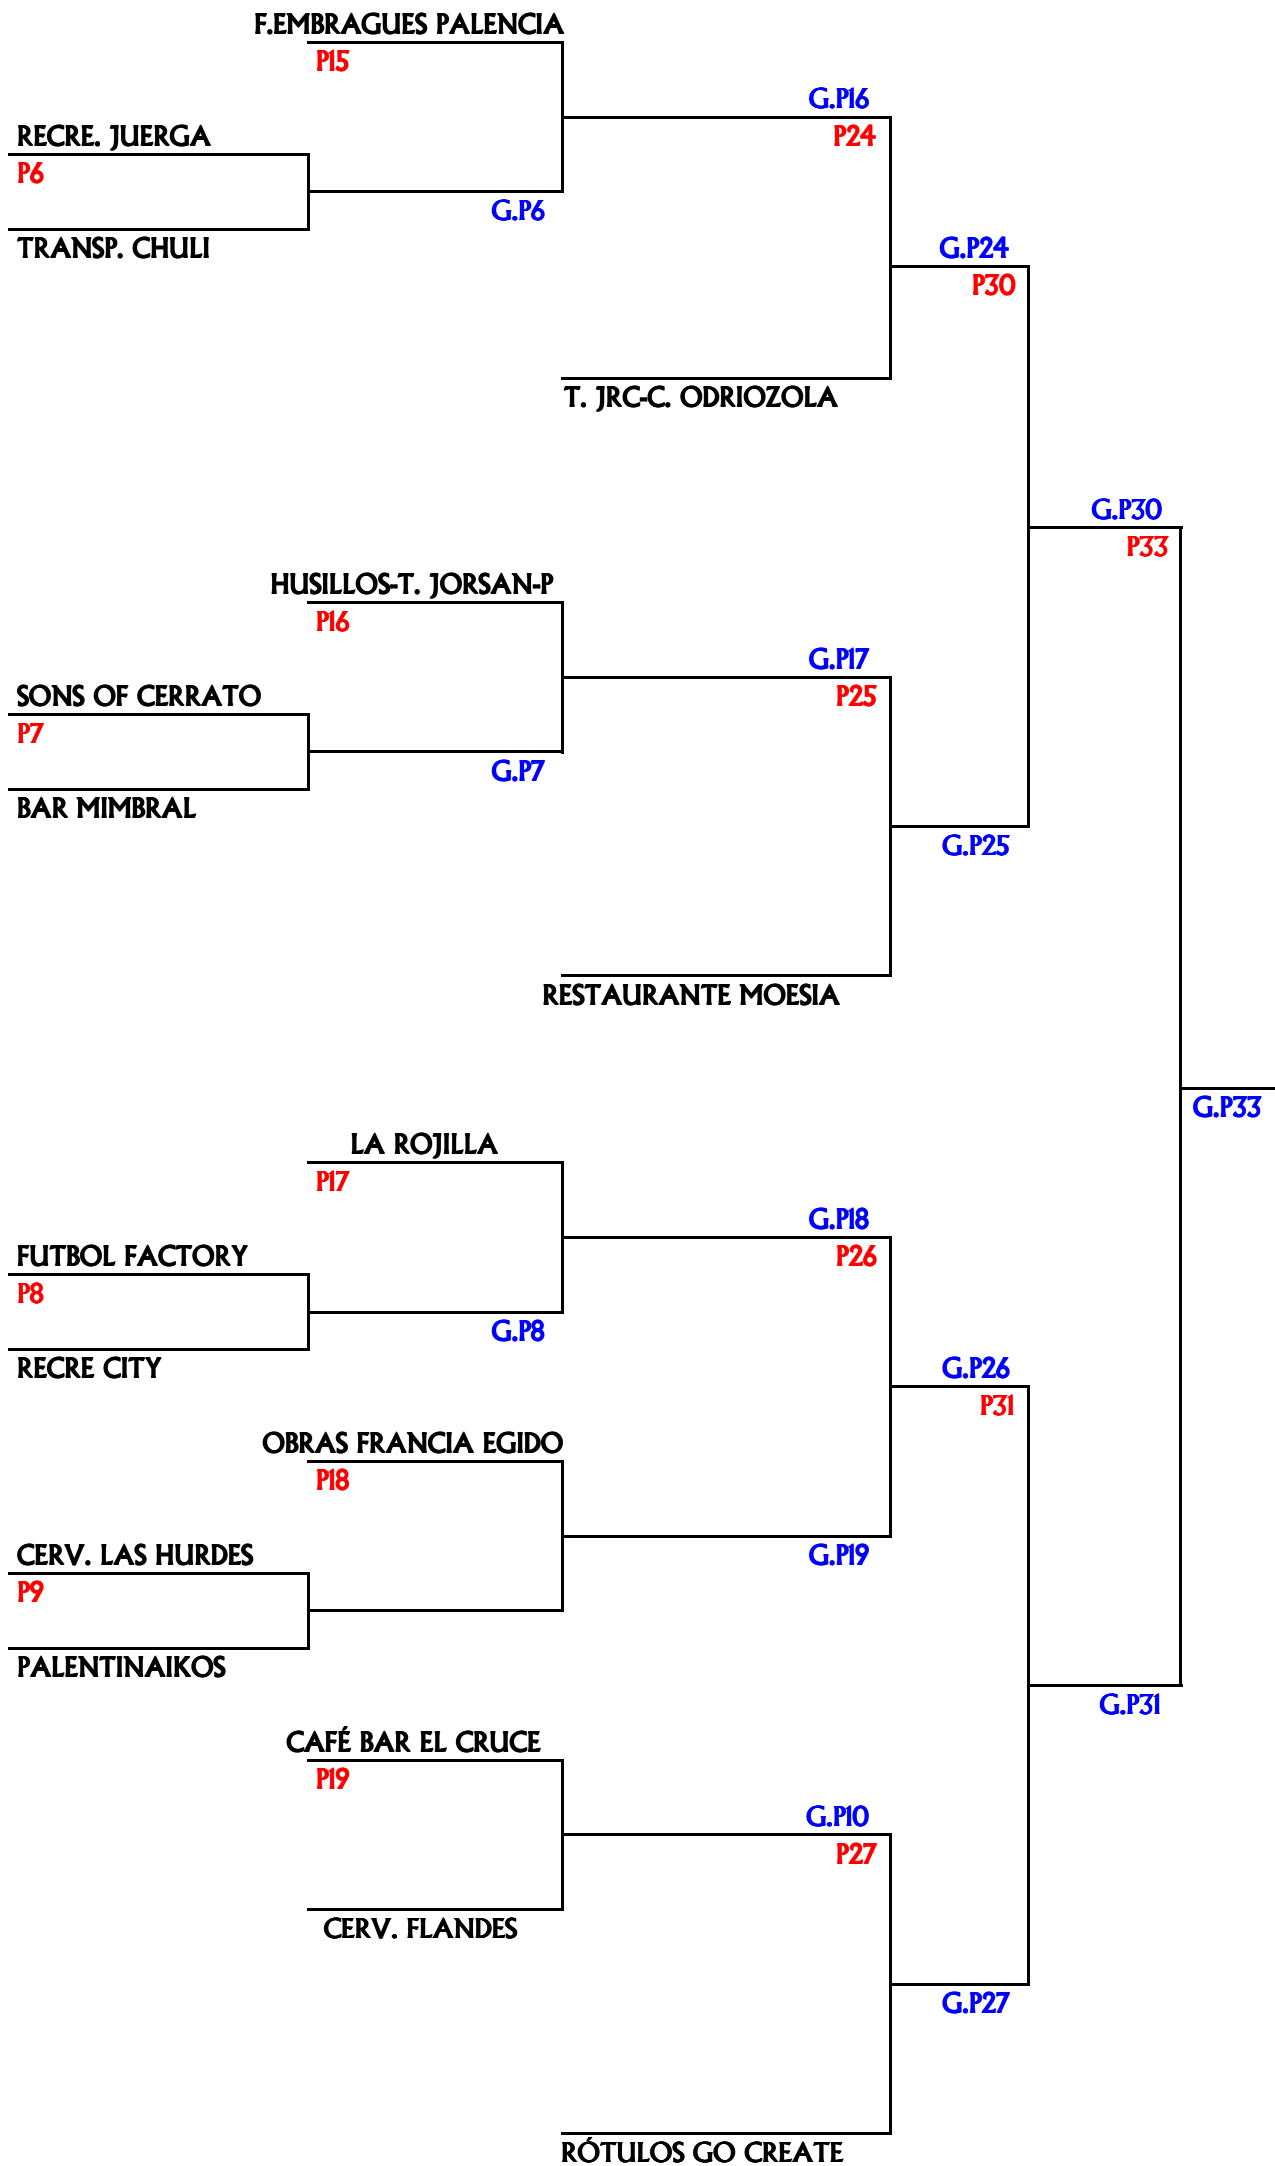 F.EMBRAGUES PALENCIA
P15
G.P16
P24
RECRE. JUERGA
P6
G.P6
TRANSP. CHULI
G.P24
P30
T. JRC-C. ODRIOZOLA
G.P30
P33
HUSILLOS-T. JORSAN-P
P16
G.P17
P25
SONS OF CERRATO
P7
G.P7
BAR MIMBRAL
G.P25
RESTAURANTE MOESIA
G.P33
LA ROJILLA
P17
G.P18
P26
FUTBOL FACTORY
P8
G.P8
RECRE CITY
G.P26
P31
OBRAS FRANCIA EGIDO
P18
CERV. LAS HURDES
G.P19
P9
PALENTINAIKOS
G.P31
CAFÉ BAR EL CRUCE
P19
G.P10
P27
CERV. FLANDES
G.P27
RÓTULOS GO CREATE